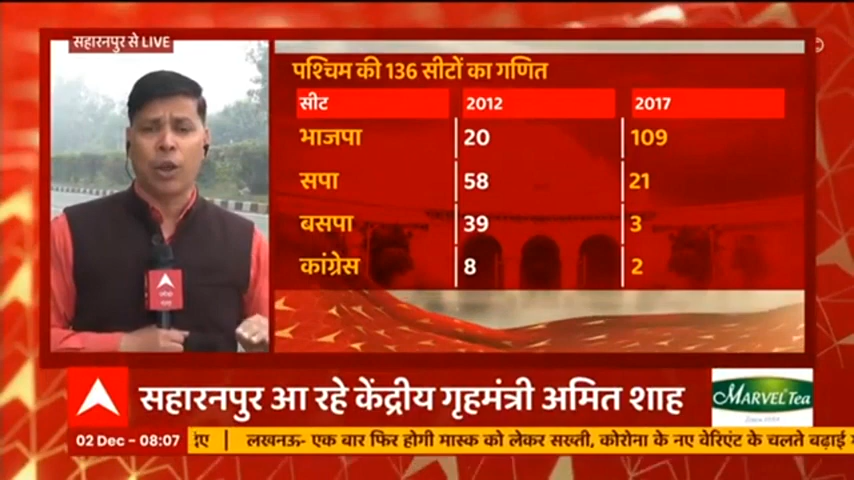 सहारनपुर से LIVE
पश्चिम की 136 सीटों का गणित
सीट 2012 2017
भाजपा 20 109
सपा 58 21
बसपा 39 3
कांग्रेस 8 2
सहारनपुर आ रहे केंद्रीय गृहमंत्री अमित शाह
MARVEL Tea
02 Dec - 08:07
लखनऊ- एक बार फिर होगी मास्क को लेकर सख्ती, कोरोना के नए वेरिएंट के चलते बढ़ाई